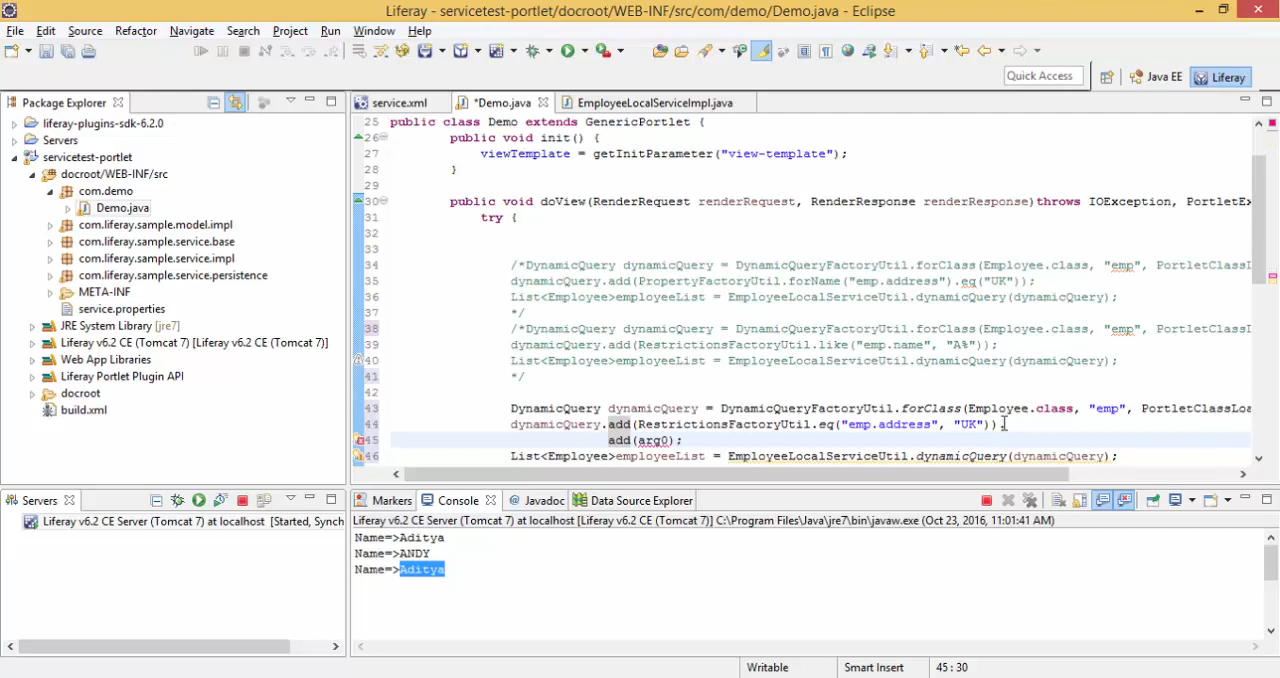 Liferay - servicetest-portlet/docroot/WEB-INF/src/com/demo/Demo.java - Eclipse
File Edit Source Refactor Navigate Search Project Run Window Help
Quick Access Java EE Liferay
Package Explorer
service.xml *Demo.java EmployeeLocalServiceImpl.java
liferay-plugins-sdk-6.2.0
Servers
servicetest-portlet
docroot/WEB-INF/src
com.demo
Demo.java
com.liferay.sample.model.impl
com.liferay.sample.service.base
com.liferay.sample.service.impl
com.liferay.sample.service.persistence
META-INF
service.properties
JRE System Library [jre7]
Liferay v6.2 CE (Tomcat 7) [Liferay v6.2 CE (Tomcat 7)]
Web App Libraries
Liferay Portlet Plugin API
docroot
build.xml
25 public class Demo extends GenericPortlet {
26 public void init() {
27 viewTemplate = getInitParameter("view-template");
28 }
29
30 public void doView(RenderRequest renderRequest, RenderResponse renderResponse)throws IOException, PortletEx
31 try {
32
33
34 /*DynamicQuery dynamicQuery = DynamicQueryFactoryUtil.forClass(Employee.class, "emp", PortletClassL
35 dynamicQuery.add(PropertyFactoryUtil.forName("emp.address").eq("UK"));
36 List<Employee>employeeList = EmployeeLocalServiceUtil.dynamicQuery(dynamicQuery);
37 */
38 /*DynamicQuery dynamicQuery = DynamicQueryFactoryUtil.forClass(Employee.class, "emp", PortletClassL
39 dynamicQuery.add(RestrictionsFactoryUtil.like("emp.name", "A%"));
40 List<Employee>employeeList = EmployeeLocalServiceUtil.dynamicQuery(dynamicQuery);
41 */
42
43 DynamicQuery dynamicQuery = DynamicQueryFactoryUtil.forClass(Employee.class, "emp", PortletClassLoa
44 dynamicQuery.add(RestrictionsFactoryUtil.eq("emp.address", "UK")).
45 add(arg0);
46 List<Employee>employeeList = EmployeeLocalServiceUtil.dynamicQuery(dynamicQuery);
Servers
Liferay v6.2 CE Server (Tomcat 7) at localhost [Started, Synch
Markers Console Javadoc Data Source Explorer
Liferay v6.2 CE Server (Tomcat 7) at localhost [Liferay v6.2 CE (Tomcat 7)] C:\Program Files\Java\jre7\bin\javaw.exe (Oct 23, 2016, 11:01:41 AM)
Name=>Aditya
Name=>ANDY
Name=>Aditya
Writable Smart Insert 45 : 30